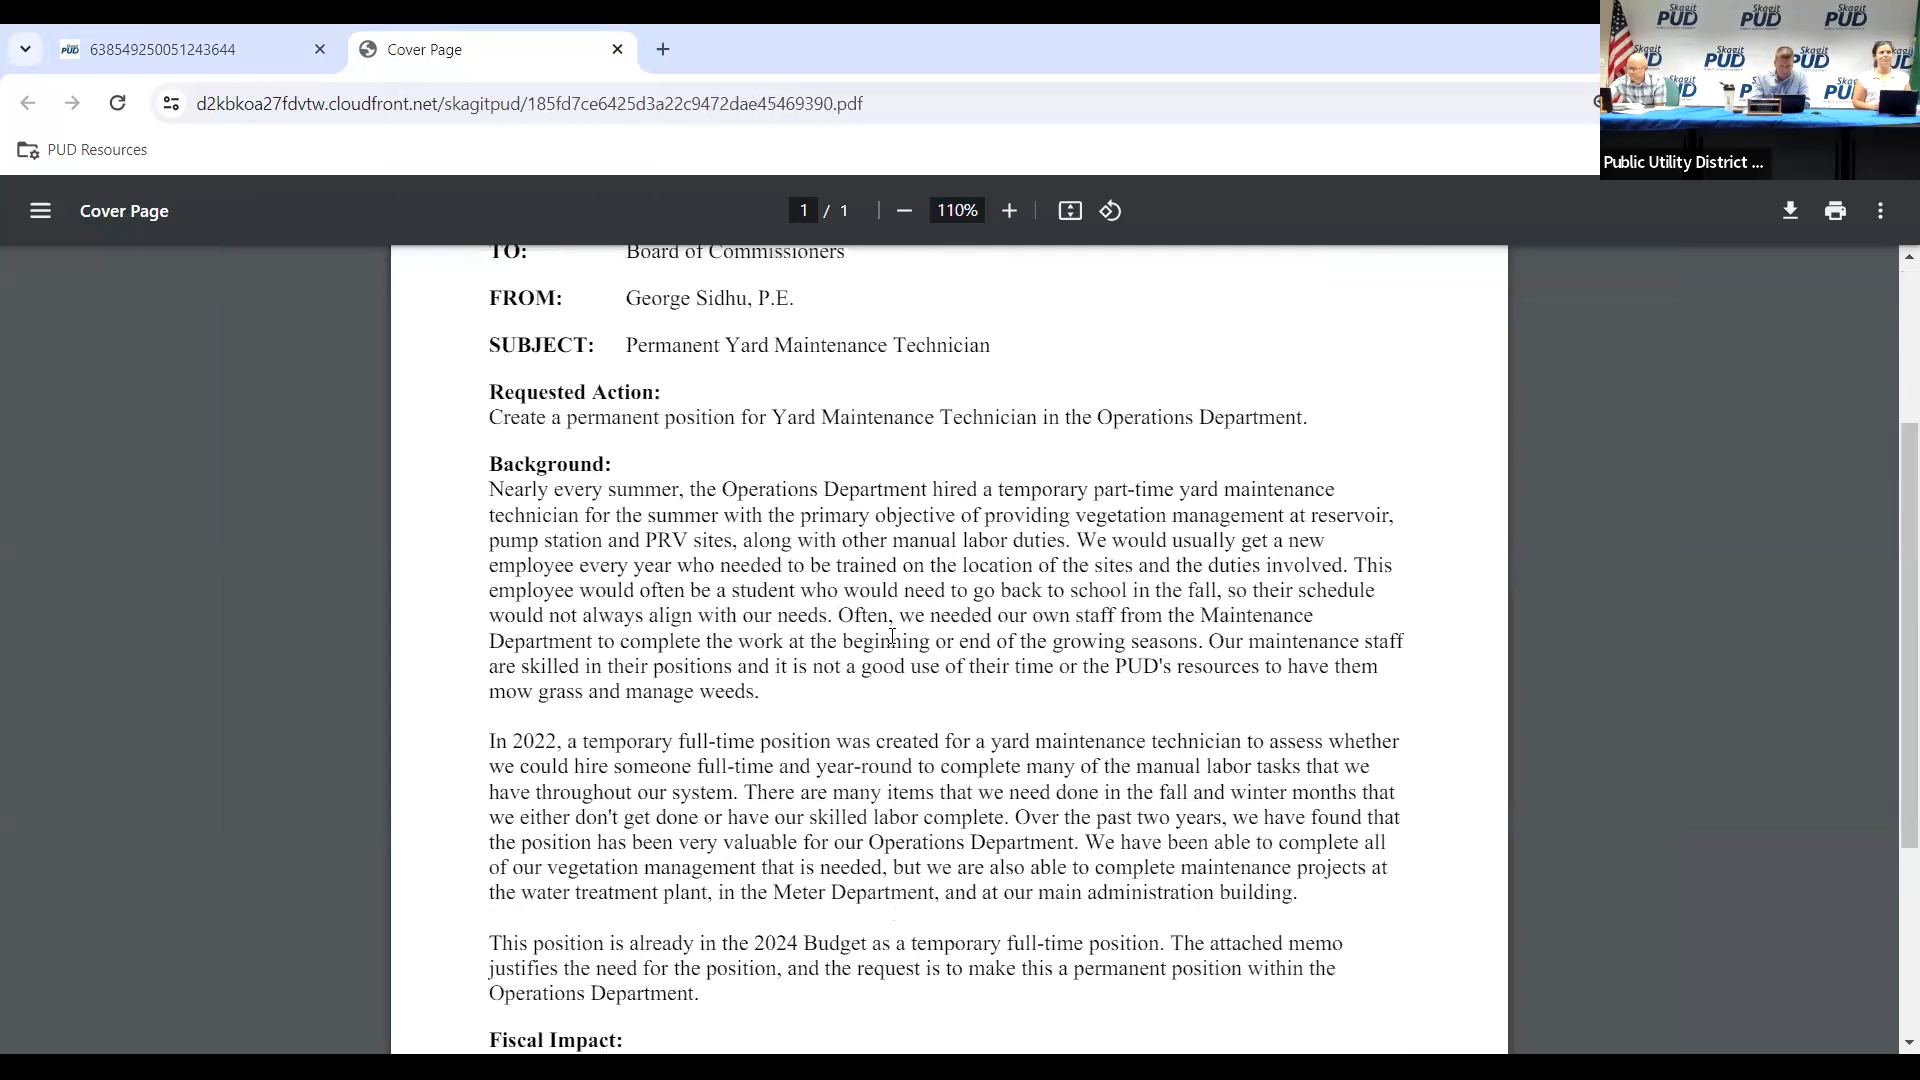 638549250051243644
Cover Page
d2kbkoa27fdvtw.cloudfront.net/skagitpud/185fd7ce6425d3a22c9472dae45469390.pdf
PUD Resources
Skagit PUD Skagit PUD Skagit PUD
Skagit PUD
Public Utility District ...
Cover Page
1 / 1
110%
TO: Board of Commissioners
FROM: George Sidhu, P.E.
SUBJECT: Permanent Yard Maintenance Technician
Requested Action:
Create a permanent position for Yard Maintenance Technician in the Operations Department.
Background:
Nearly every summer, the Operations Department hired a temporary part-time yard maintenance
technician for the summer with the primary objective of providing vegetation management at reservoir,
pump station and PRV sites, along with other manual labor duties. We would usually get a new
employee every year who needed to be trained on the location of the sites and the duties involved. This
employee would often be a student who would need to go back to school in the fall, so their schedule
would not always align with our needs. Often, we needed our own staff from the Maintenance
Department to complete the work at the beginning or end of the growing seasons. Our maintenance staff
are skilled in their positions and it is not a good use of their time or the PUD's resources to have them
mow grass and manage weeds.
In 2022, a temporary full-time position was created for a yard maintenance technician to assess whether
we could hire someone full-time and year-round to complete many of the manual labor tasks that we
have throughout our system. There are many items that we need done in the fall and winter months that
we either don't get done or have our skilled labor complete. Over the past two years, we have found that
the position has been very valuable for our Operations Department. We have been able to complete all
of our vegetation management that is needed, but we are also able to complete maintenance projects at
the water treatment plant, in the Meter Department, and at our main administration building.
This position is already in the 2024 Budget as a temporary full-time position. The attached memo
justifies the need for the position, and the request is to make this a permanent position within the
Operations Department.
Fiscal Impact: